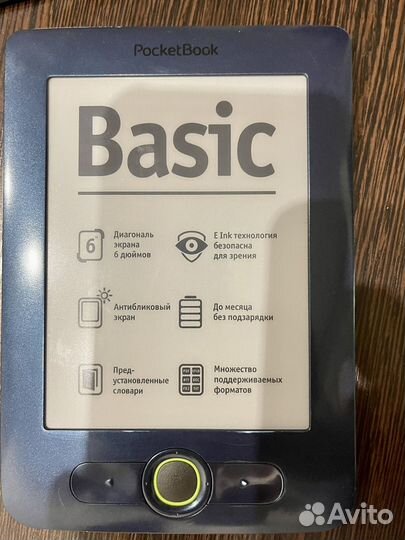 PocketBook
Basic
6"
Диагональ
экрана
6 дюймов
E Ink технология
безопасна
для зрения
Антибликовый
экран
До месяца
без подзарядки
Пред-
установленные
словари
Множество
поддерживаемых
форматов
Avito